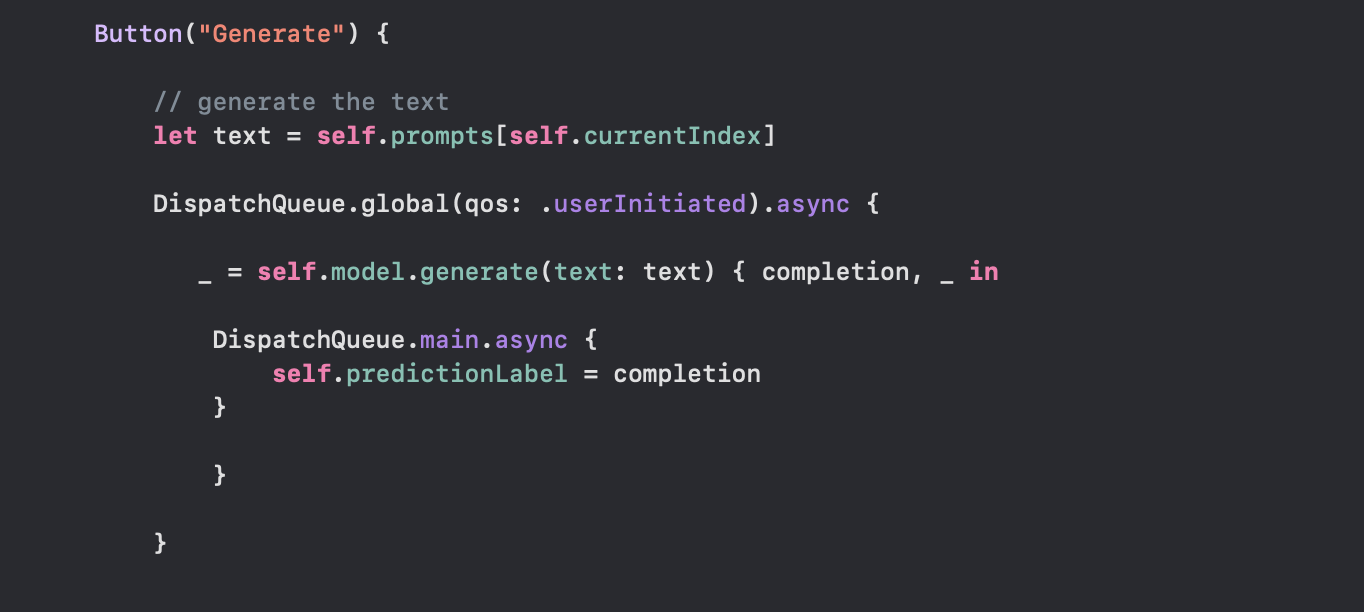 Button("Generate") {
// generate the text
let text = self.prompts[self.currentIndex]
DispatchQueue.global(qos: .userInitiated).async {
_ = self.model.generate(text: text) { completion, _ in
DispatchQueue.main.async {
self.predictionLabel = completion
}
}
}